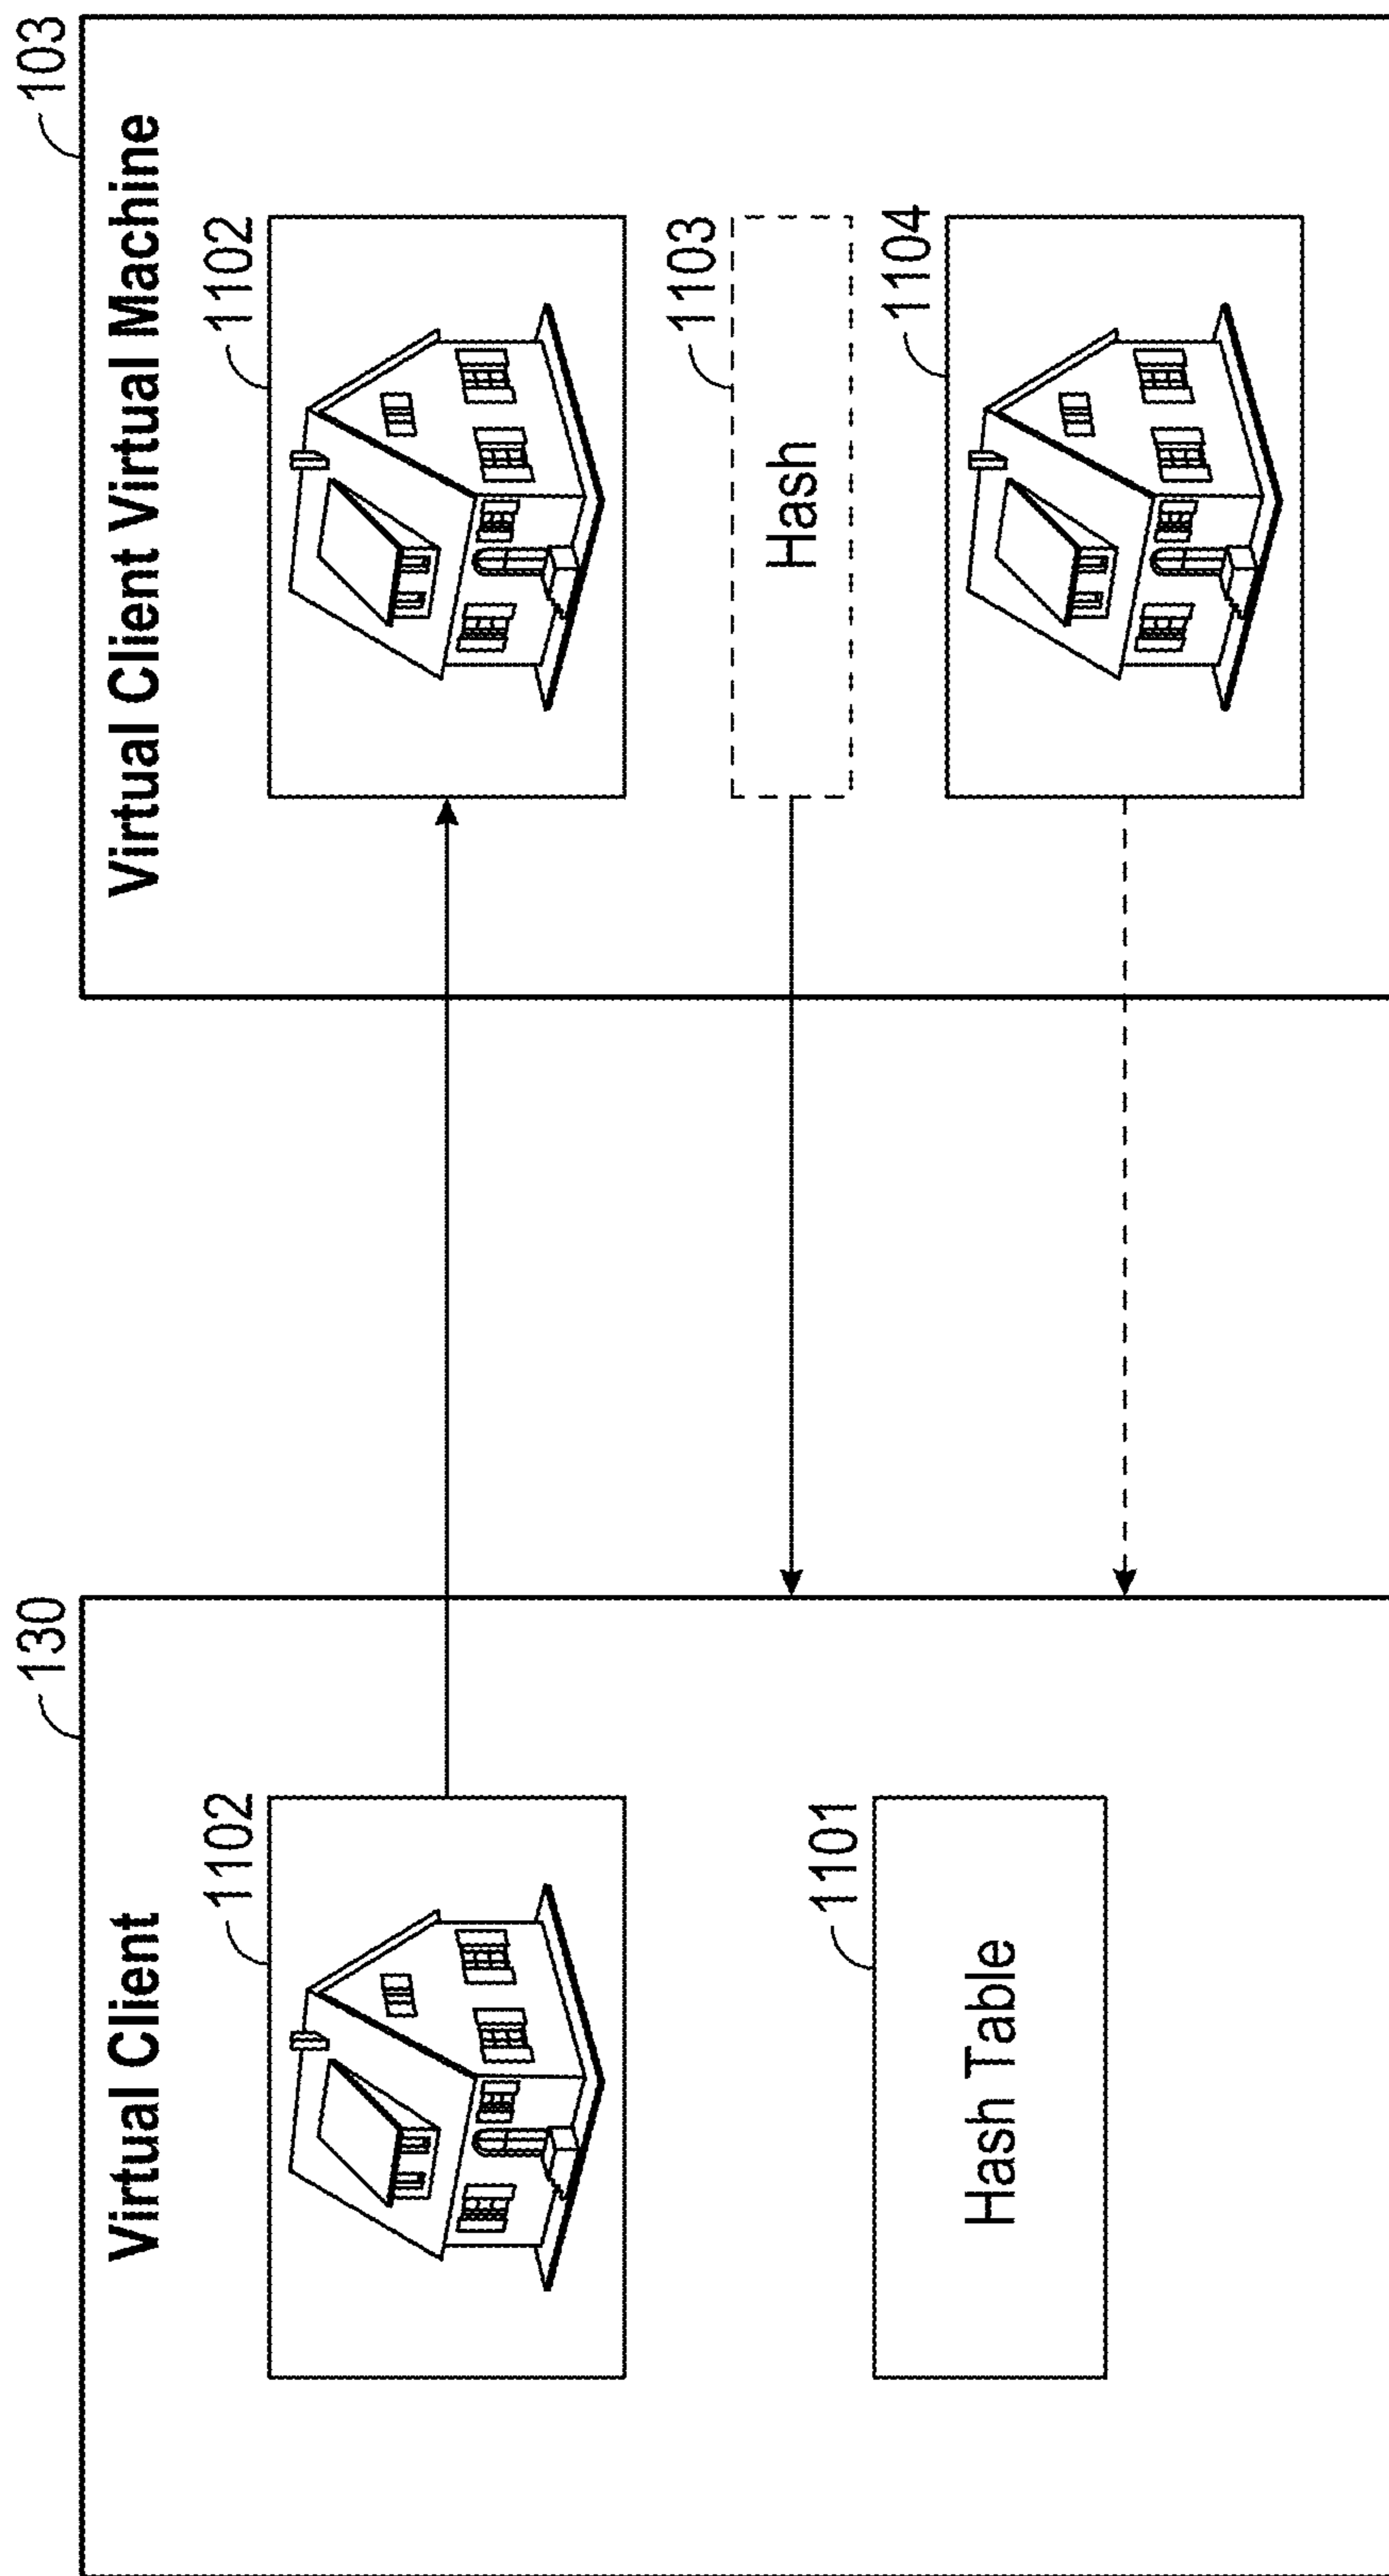 130
Virtual Client
1102
1101
Hash Table
103
Virtual Client Virtual Machine
1102
1103
Hash
1104